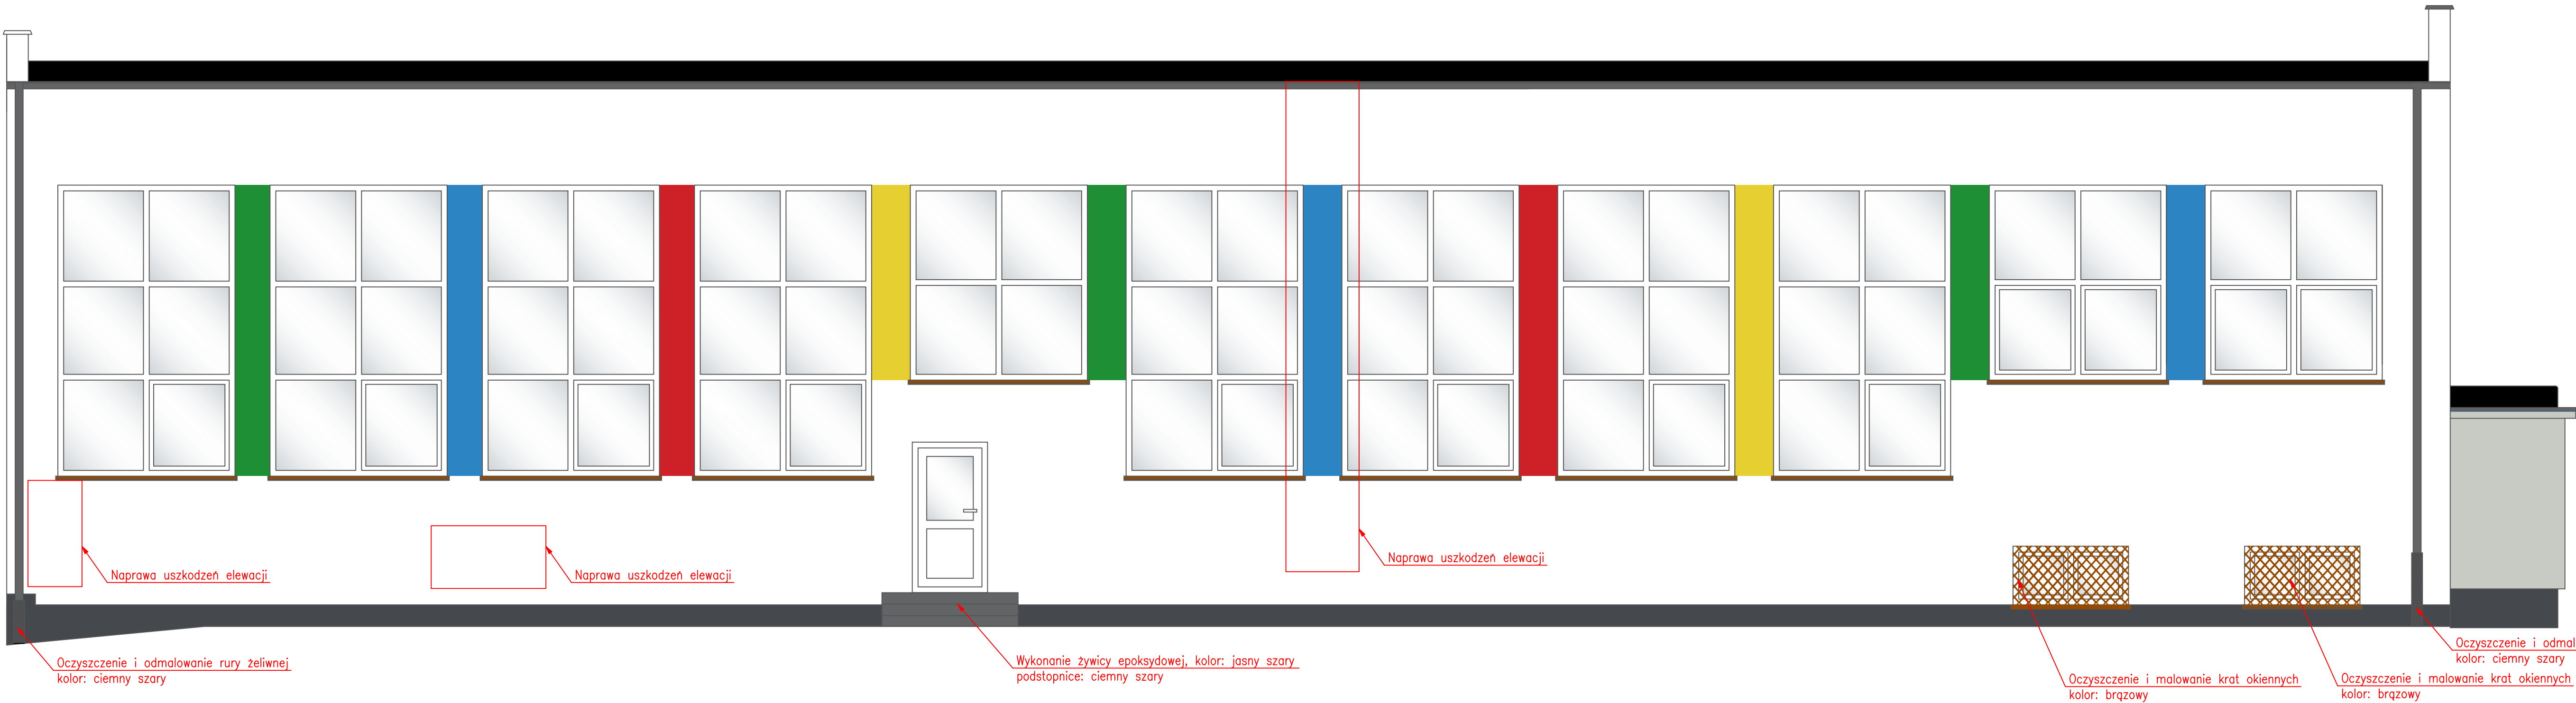 Naprawa uszkodzeń elewacji
Naprawa uszkodzeń elewacji
Naprawa uszkodzeń elewacji
Oczyszczenie i odmalowanie rury żeliwnej
kolor: ciemny szary
Wykonanie żywicy epoksydowej, kolor: jasny szary
podstopnice: ciemny szary
Oczyszczenie i malowanie krat okiennych
kolor: brązowy
Oczyszczenie i malowanie krat okiennych
kolor: brązowy
Oczyszczenie i odmal
kolor: ciemny szary